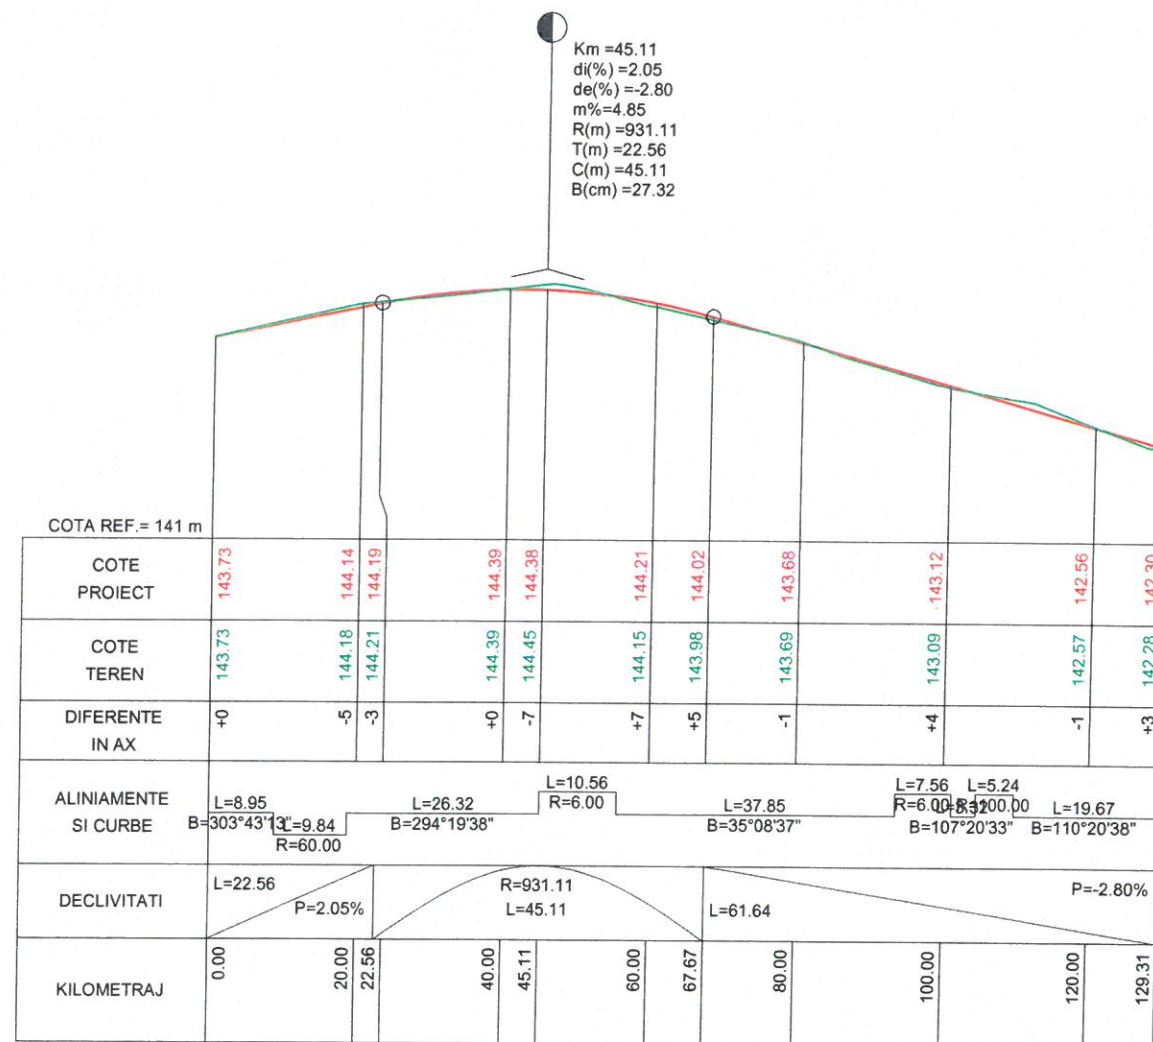 Km =45.11
di(%) =2.05
de(%) =-2.80
m%=4.85
R(m) =931.11
T(m) =22.56
C(m) =45.11
B(cm) =27.32
COTA REF.= 141 m
COTE
PROIECT
143.73 144.14 144.19 144.39 144.38 144.21 144.02 143.68 143.12 142.56 142.30
COTE
TEREN
143.73 144.18 144.21 144.39 144.45 144.15 143.98 143.69 143.09 142.57 142.28
DIFERENTE
IN AX
+0 -5 -3 +0 -7 +7 +5 -1 +4 -1 +3
ALINIAMENTE
SI CURBE
L=8.95
B=303°43'13"
L=9.84
R=60.00
L=26.32
B=294°19'38"
L=10.56
R=6.00
L=37.85
B=35°08'37"
L=7.56
R=6.00
B=107°20'33"
L=5.24
R=100.00
L=19.67
B=110°20'38"
DECLIVITATI
L=22.56
P=2.05%
R=931.11
L=45.11
L=61.64
P=-2.80%
KILOMETRAJ
0.00 20.00 22.56 40.00 45.11 60.00 67.67 80.00 100.00 120.00 129.31